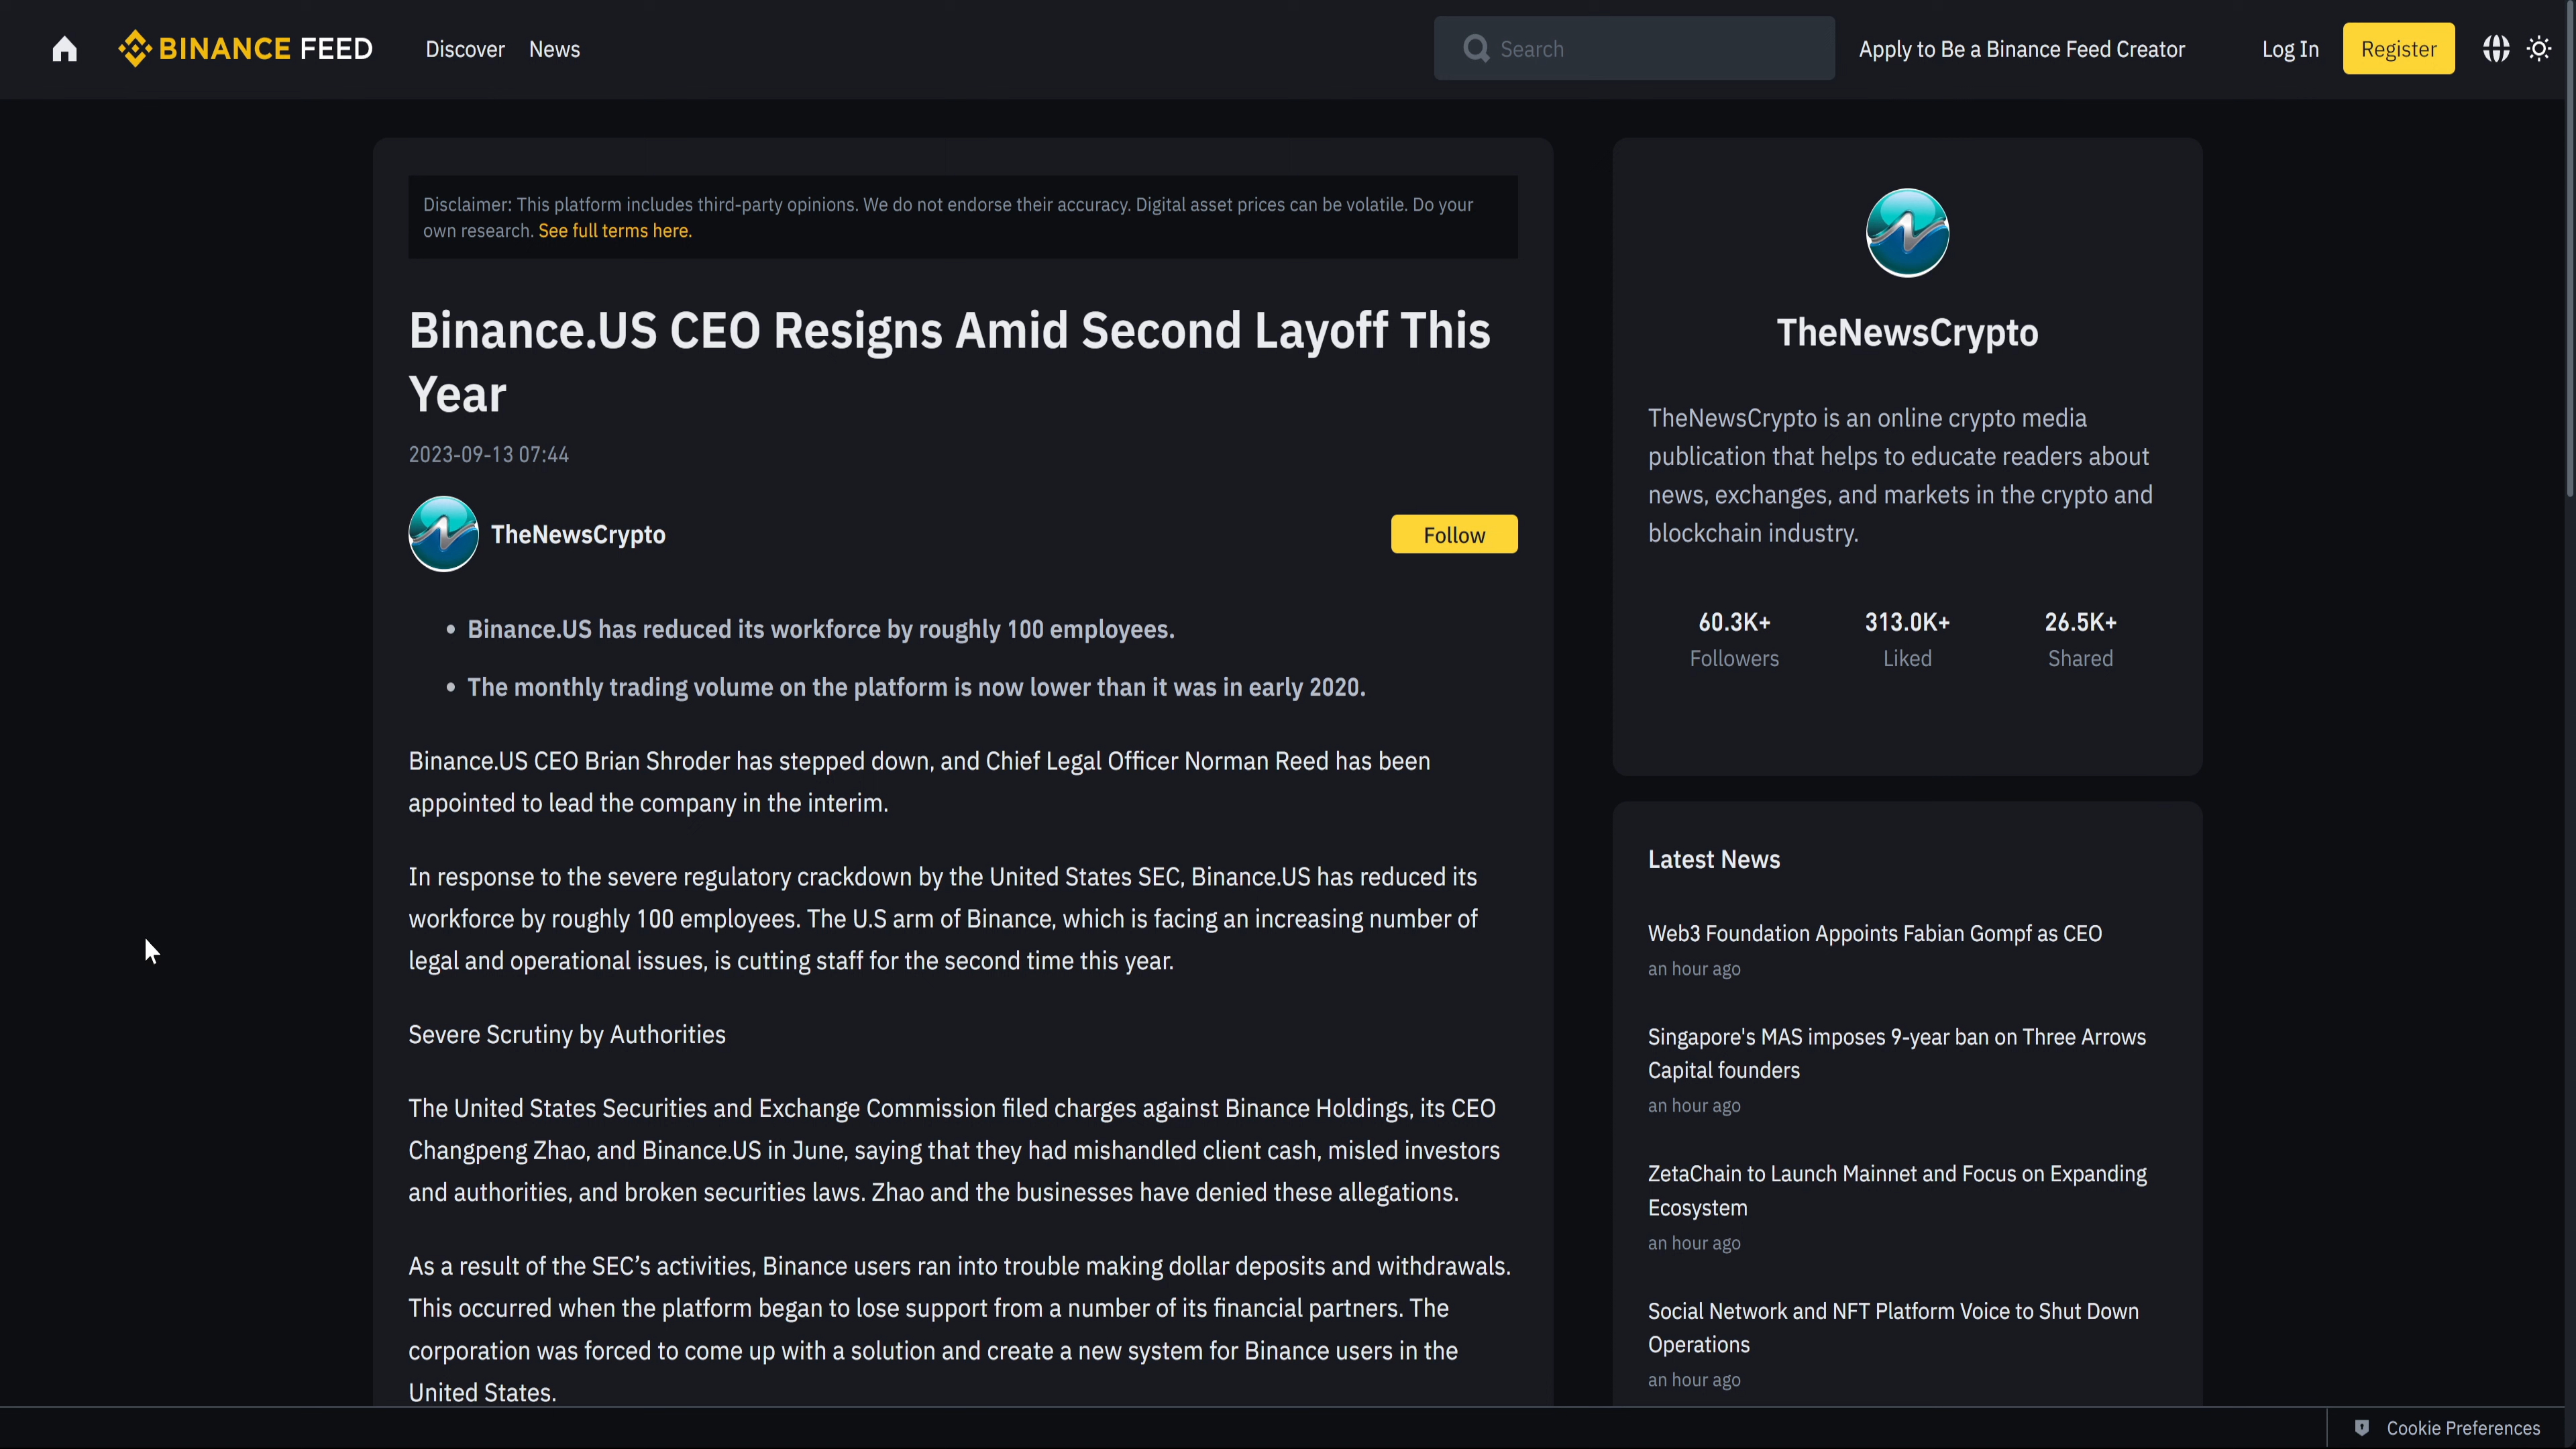 BINANCE FEED
Discover
News
Search
Apply to Be a Binance Feed Creator
Log In
Register
Disclaimer: This platform includes third-party opinions. We do not endorse their accuracy. Digital asset prices can be volatile. Do your
own research. See full terms here.
Binance.US CEO Resigns Amid Second Layoff This
Year
2023-09-13 07:44
TheNewsCrypto
Follow
• Binance.US has reduced its workforce by roughly 100 employees.
• The monthly trading volume on the platform is now lower than it was in early 2020.
Binance.US CEO Brian Shroder has stepped down, and Chief Legal Officer Norman Reed has been
appointed to lead the company in the interim.
In response to the severe regulatory crackdown by the United States SEC, Binance.US has reduced its
workforce by roughly 100 employees. The U.S arm of Binance, which is facing an increasing number of
legal and operational issues, is cutting staff for the second time this year.
Severe Scrutiny by Authorities
The United States Securities and Exchange Commission filed charges against Binance Holdings, its CEO
Changpeng Zhao, and Binance.US in June, saying that they had mishandled client cash, misled investors
and authorities, and broken securities laws. Zhao and the businesses have denied these allegations.
As a result of the SEC’s activities, Binance users ran into trouble making dollar deposits and withdrawals.
This occurred when the platform began to lose support from a number of its financial partners. The
corporation was forced to come up with a solution and create a new system for Binance users in the
United States.
TheNewsCrypto
TheNewsCrypto is an online crypto media
publication that helps to educate readers about
news, exchanges, and markets in the crypto and
blockchain industry.
60.3K+
Followers
313.0K+
Liked
26.5K+
Shared
Latest News
Web3 Foundation Appoints Fabian Gompf as CEO
an hour ago
Singapore's MAS imposes 9-year ban on Three Arrows
Capital founders
an hour ago
ZetaChain to Launch Mainnet and Focus on Expanding
Ecosystem
an hour ago
Social Network and NFT Platform Voice to Shut Down
Operations
an hour ago
Cookie Preferences